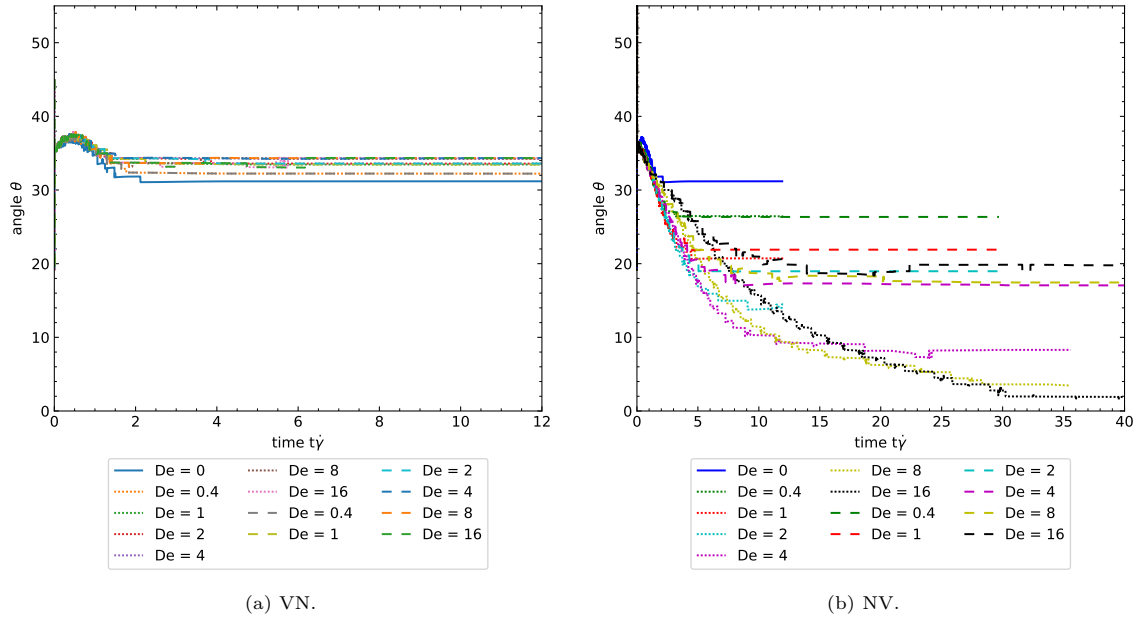 50
40
30
20
10
0
angle θ
0 2 4 6 8 10 12
time tγ̇
De = 0 De = 8 De = 2
De = 0.4 De = 16 De = 4
De = 1 De = 0.4 De = 8
De = 2 De = 1 De = 16
De = 4
(a) VN.
50
40
30
20
10
0
angle θ
0 5 10 15 20 25 30 35 40
time tγ̇
De = 0 De = 8 De = 2
De = 0.4 De = 16 De = 4
De = 1 De = 0.4 De = 8
De = 2 De = 1 De = 16
De = 4
(b) NV.